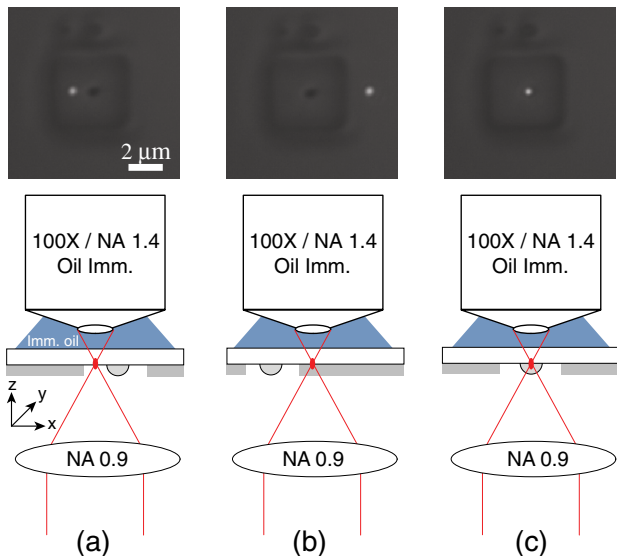 2 μm
100X / NA 1.4
Oil Imm.
100X / NA 1.4
Oil Imm.
100X / NA 1.4
Oil Imm.
Imm. oil
z
y
x
NA 0.9
NA 0.9
NA 0.9
(a)
(b)
(c)